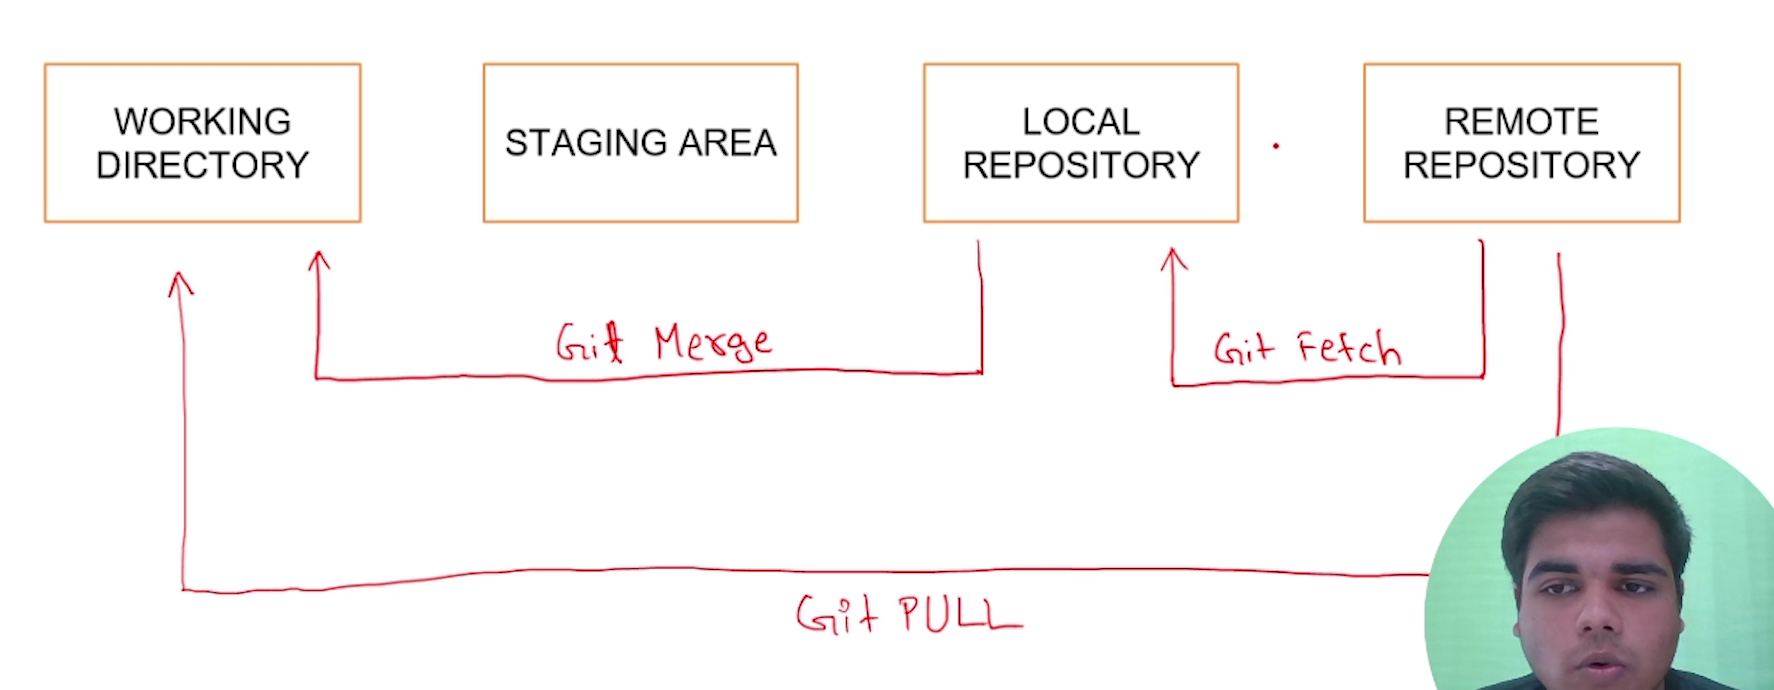 WORKING
DIRECTORY
STAGING AREA
LOCAL
REPOSITORY
REMOTE
REPOSITORY
Git Merge
Git Fetch
Git PULL